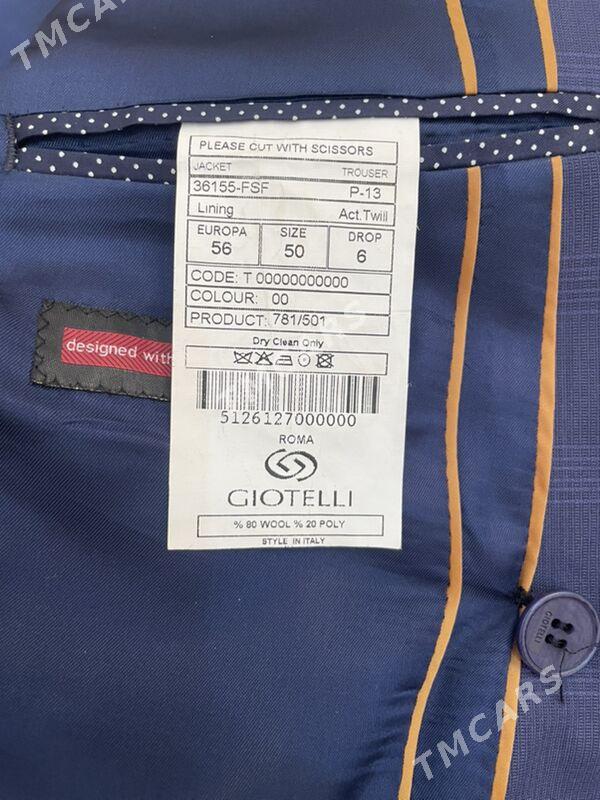 TMCARS
PLEASE CUT WITH SCISSORS
JACKET TROUSER
36155-FSF P-13
Lining Act.Twill
EUROPA SIZE DROP
56 50 6
CODE: T 00000000000
COLOUR: 00
PRODUCT: 781/501
TMCARS
Dry Clean Only
designed with
5126127000000
ROMA
GIOTELLI
% 80 WOOL % 20 POLY
STYLE IN ITALY
GIOTELLI
TMCARS